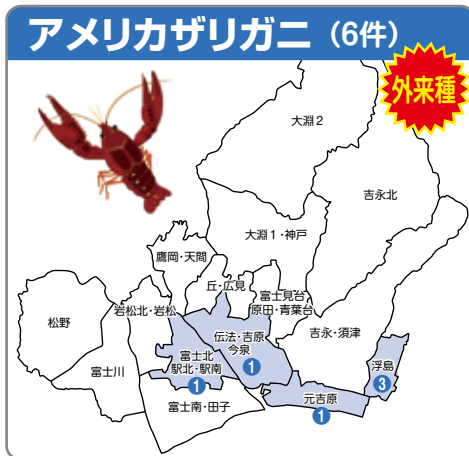 アメリカザリガニ（6件）
外来種
大淵２
吉永北
大淵１・神戸
鷹岡・天間
丘・広見
富士見台
原田・青葉台
岩松北・岩松
松野
伝法・吉原
今泉
1
吉永・須津
富士北
駅北・駅南
1
浮島
3
富士川
元吉原
1
富士南・田子